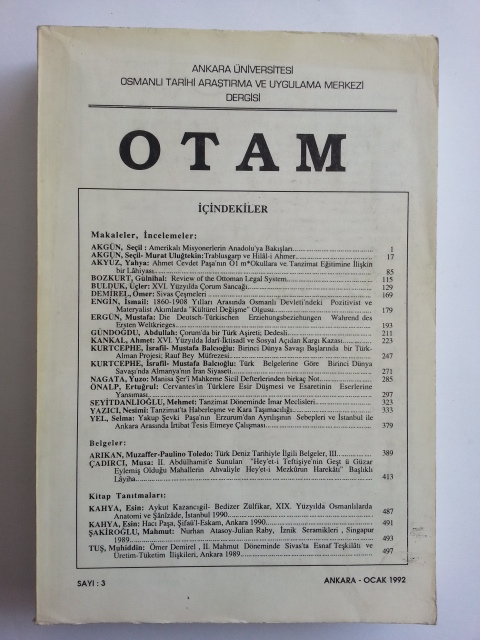 ANKARA ÜNİVERSİTESİ
OSMANLI TARİHİ ARAŞTIRMA VE UYGULAMA MERKEZİ
DERGİSİ
OTAM
İÇİNDEKİLER
Makaleler, İncelemeler:
AKGÜN, Seçil : Amerikalı Misyonerlerin Anadolu'ya Bakışları 1
AKGÜN, Seçil- Murat Uluğtekin: Trablusgarp ve Hilâl-i Ahmer 17
AKYUZ, Yahya: Ahmet Cevdet Paşa'nın Öl m*Okullara ve Tanzimat Eğitimine İlişkin
bir Lâhiyası 85
BOZKURT, Gülnihal: Review of the Ottoman Legal System 115
BULDUK, Üçler: XVI. Yüzyılda Çorum Sancağı 129
DEMİREL, Ömer: Sivas Çeşmeleri 169
ENGİN, İsmail: 1860-1908 Yılları Arasında Osmanlı Devleti'ndeki Pozitivist ve
Materyalist Akımlarda "Kültürel Değişme" Olgusu 179
ERGÜN, Mustafa: Die Deutsch-Türkischen Erziehungsbeziehungen Wahrend des
Ersten Weltkrieges 193
GÜNDOĞDU, Abdullah: Çorum'da bir Türk Aşireti; Dedesli 211
KANKAL, Ahmet: XVI. Yüzyılda İdarî-İktisadî ve Sosyal Açıdan Kargı Kazası 223
KURTCEPHE, İsrafil- Mustafa Balcıoğlu: Birinci Dünya Savaşı Başlarında bir Türk-
Alman Projesi; Rauf Bey Müfrezesi 247
KURTCEPHE, İsrafil- Mustafa Balcıoğlu: Türk Belgelerine Göre Birinci Dünya
Savaşı'nda Almanya'nın İran Siyaseti 271
NAGATA, Yuzo: Manisa Şer'î Mahkeme Sicil Defterlerinden birkaç Not 285
ÖNALP, Ertuğrul: Cervantes'in Türklere Esir Düşmesi ve Esaretinin Eserlerine
Yansıması 297
SEYİTDANLIOĞLU, Mehmet: Tanzimat Döneminde İmar Meclisleri 323
YAZICI, Nesimi: Tanzimat'ta Haberleşme ve Kara Taşımacılığı 333
YEL, Selma: Yakup Şevki Paşa'nın Erzurum'dan Ayrılışının Sebepleri ve İstanbul ile
Ankara Arasında İrtibat Tesis Etmeye Çalışması 379
Belgeler:
ARIKAN, Muzaffer-Paulino Toledo: Türk Deniz Tarihiyle İlgili Belgeler, III 389
ÇADIRCI, Musa: II. Abdülhamit'e Sunulan "Hey'et-i Teftişiye'nin Geşt ü Güzar
Eylemiş Olduğu Mahallerin Ahvaliyle Hey'et-i Mezkûrun Harekâtı" Başlıklı
Lâyiha 413
Kitap Tanıtmaları:
KAHYA, Esin: Aykut Kazancıgil- Bedizer Zülfikar, XIX. Yüzyılda Osmanlılarda
Anatomi ve Şânîzâde, İstanbul 1990 487
KAHYA, Esin: Hacı Paşa, Şifaü'l-Eskam, Ankara 1990 491
ŞAKİROĞLU, Mahmut: Nurhan Atasoy-Julian Raby, İznik Seramikleri , Singapur
1989 493
TUŞ, Muhiddin: Ömer Demirel , II. Mahmut Döneminde Sivas'ta Esnaf Teşkilâtı ve
Üretim-Tüketim İlişkileri, Ankara 1989 497
SAYI : 3 ANKARA - OCAK 1992